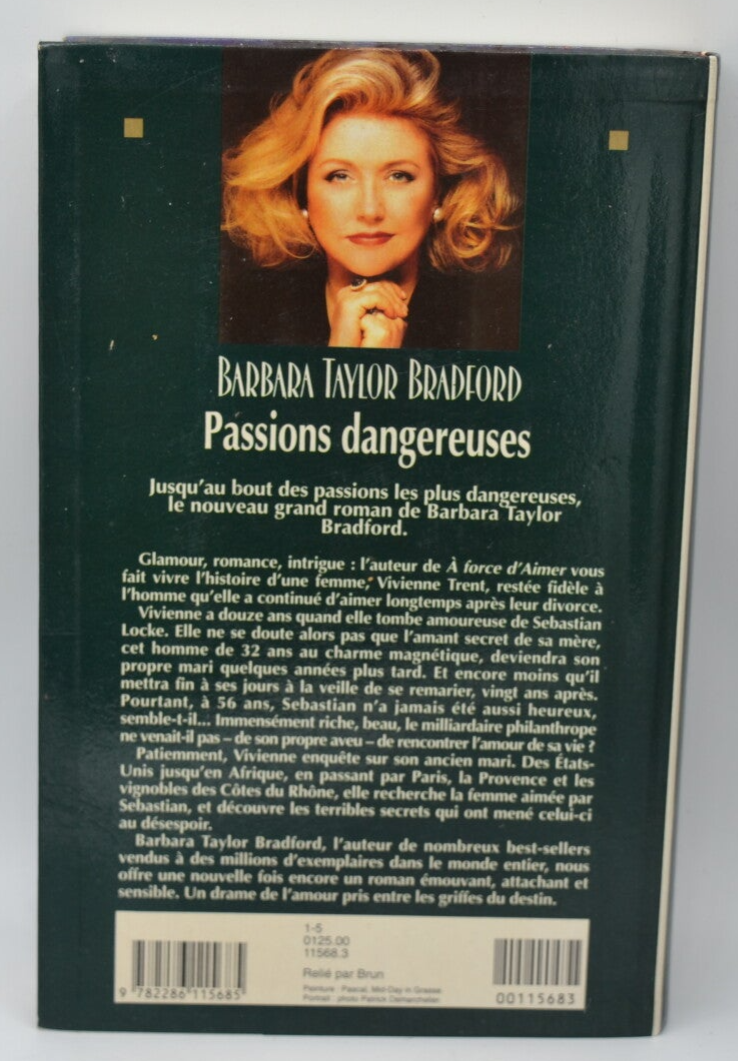 BARBARA TAYLOR BRADFORD
Passions dangereuses
Jusqu'au bout des passions les plus dangereuses,
le nouveau grand roman de Barbara Taylor
Bradford.
Glamour, romance, intrigue : l'auteur de À force d'Aimer vous
fait vivre l'histoire d'une femme, Vivienne Trent, restée fidèle à
l'homme qu'elle a continué d'aimer longtemps après leur divorce.
Vivienne a douze ans quand elle tombe amoureuse de Sebastian
Locke. Elle ne se doute alors pas que l'amant secret de sa mère,
cet homme de 32 ans au charme magnétique, deviendra son
propre mari quelques années plus tard. Et encore moins qu'il
mettra fin à ses jours à la veille de se remarier, vingt ans après.
Pourtant, à 56 ans, Sebastian n'a jamais été aussi heureux,
semble-t-il... Immensément riche, beau, le milliardaire philanthrope
ne venait-il pas – de son propre aveu – de rencontrer l'amour de sa vie ?
Patiemment, Vivienne enquête sur son ancien mari. Des États-
Unis jusqu'en Afrique, en passant par Paris, la Provence et les
vignobles des Côtes du Rhône, elle recherche la femme aimée par
Sebastian, et découvre les terribles secrets qui ont mené celui-ci
au désespoir.
Barbara Taylor Bradford, l'auteur de nombreux best-sellers
vendus à des millions d'exemplaires dans le monde entier, nous
offre une nouvelle fois encore un roman émouvant, attachant et
sensible. Un drame de l'amour pris entre les griffes du destin.
1-5
0125.00
11568.3
Relié par Brun
Peinture : Pascal, Mid-Day in Grasse.
Portrait : photo Patrick Demarchelier.
9 782286 115685
00115683